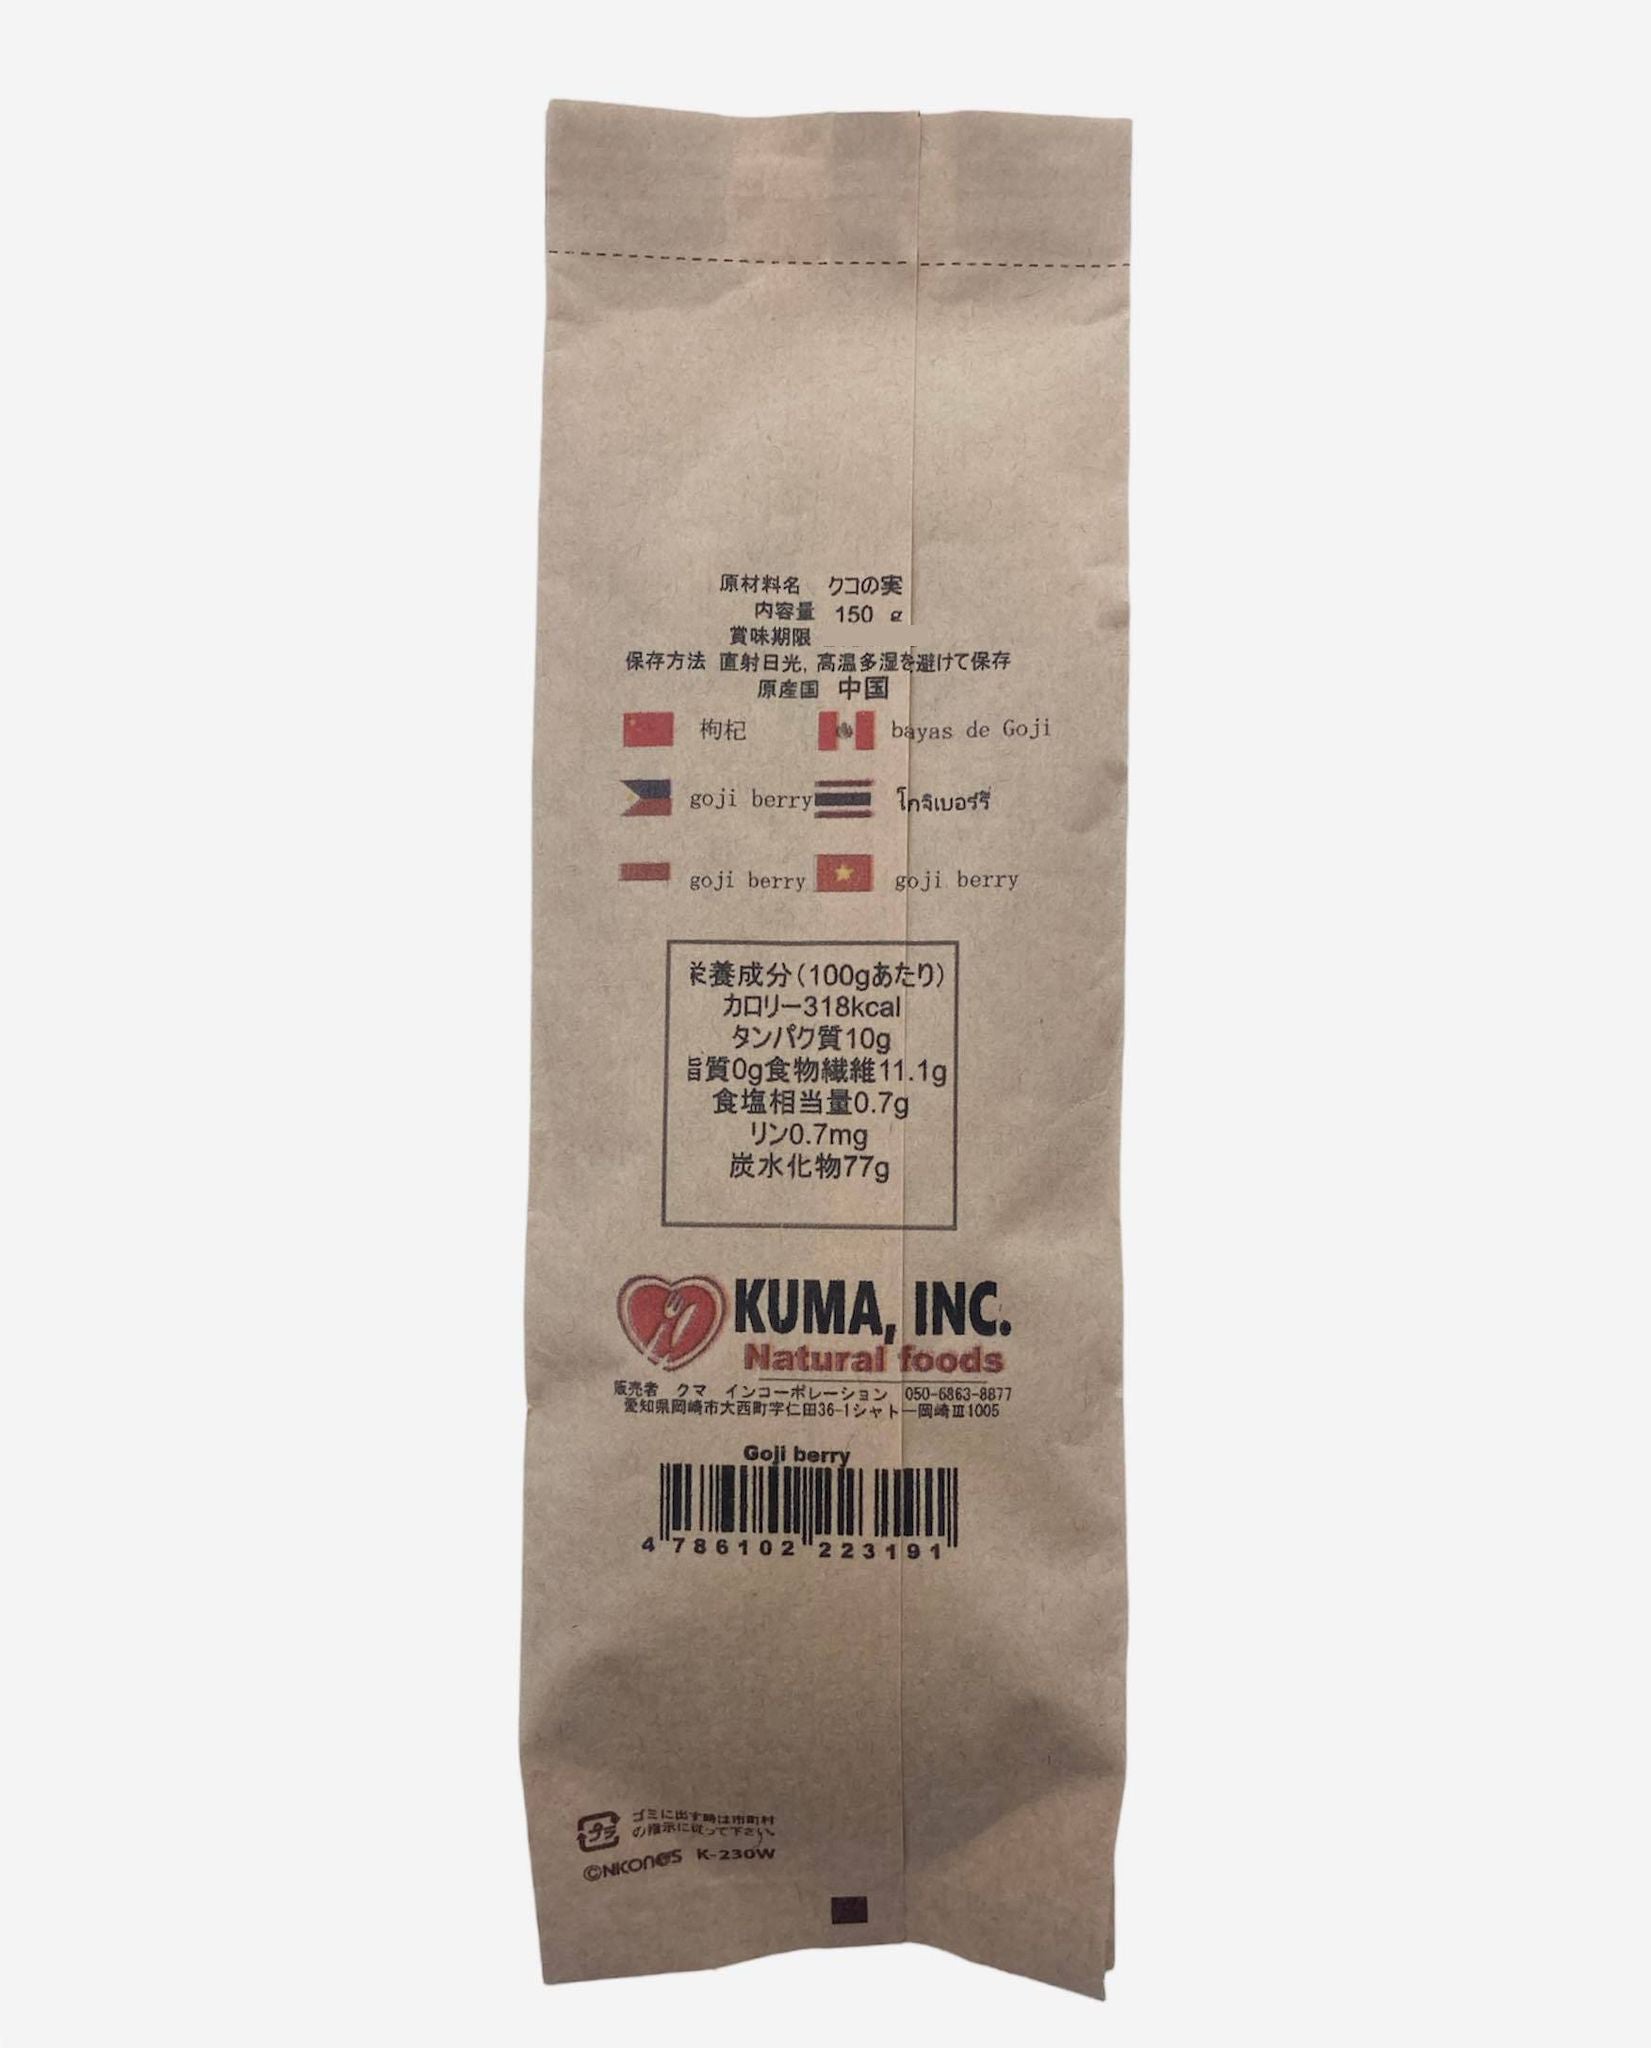 原材料名 クコの実
内容量 150 g
賞味期限
保存方法 直射日光, 高温多湿を避けて保存
原産国 中国
枸杞 bayas de Goji
goji berry โกจิเบอร์รี่
goji berry goji berry
栄養成分(100gあたり)
カロリー318kcal
タンパク質10g
脂質0g食物繊維11.1g
食塩相当量0.7g
リン0.7mg
炭水化物77g
KUMA, INC.
Natural foods
販売者 クマ インコーポレーション 050-6863-8877
愛知県岡崎市大西町字仁田36-1シャトー岡崎Ⅲ1005
Goji berry
4 786102 223191
プラ
ゴミに出す時は市町村
の指示に従って下さい。
©NICONOS K-230W